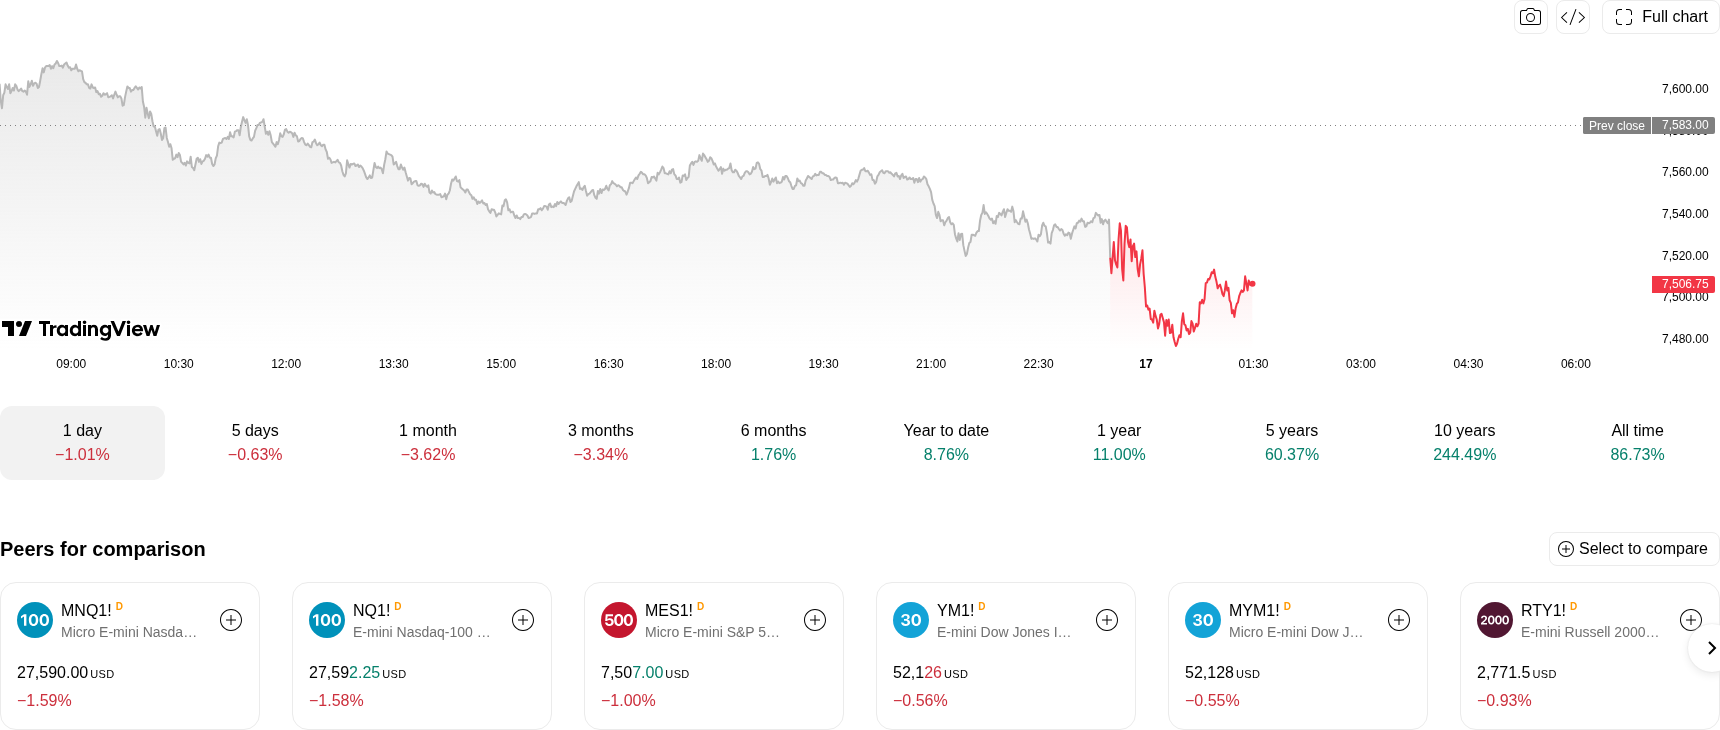 Full chart
7,600.00
Prev close 7,583.00
7,560.00
7,540.00
7,520.00
7,506.75
7,500.00
7,480.00
TradingView
09:00 10:30 12:00 13:30 15:00 16:30 18:00 19:30 21:00 22:30 17 01:30 03:00 04:30 06:00
1 day 5 days 1 month 3 months 6 months Year to date 1 year 5 years 10 years All time
−1.01% −0.63% −3.62% −3.34% 1.76% 8.76% 11.00% 60.37% 244.49% 86.73%
Peers for comparison
Select to compare
100 MNQ1! D
Micro E-mini Nasda…
27,590.00 USD
−1.59%
100 NQ1! D
E-mini Nasdaq-100 …
27,592.25 USD
−1.58%
500 MES1! D
Micro E-mini S&P 5…
7,507.00 USD
−1.00%
30 YM1! D
E-mini Dow Jones I…
52,126 USD
−0.56%
30 MYM1! D
Micro E-mini Dow J…
52,128 USD
−0.55%
2000 RTY1! D
E-mini Russell 2000…
2,771.5 USD
−0.93%